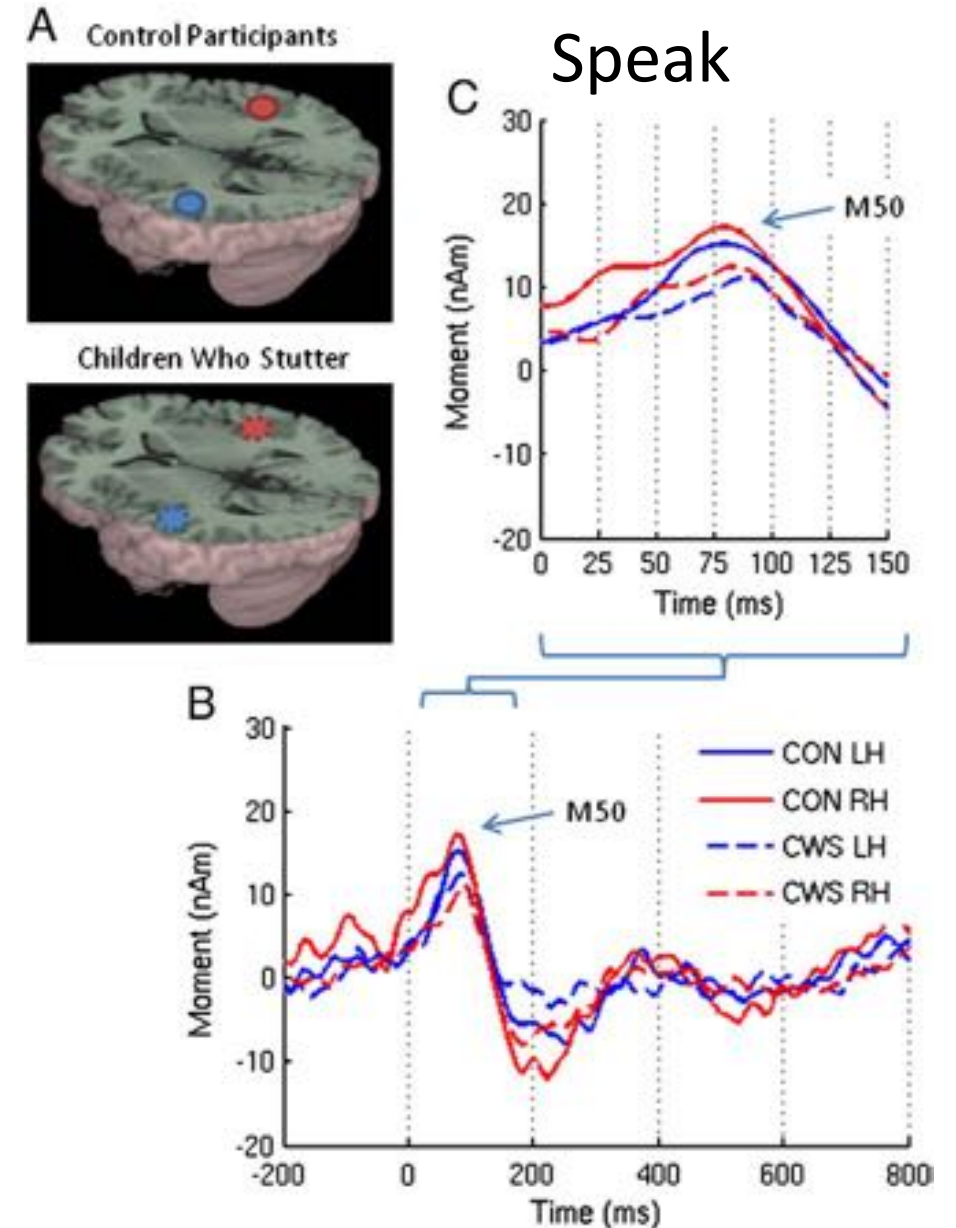 A
Control Participants
Children Who Stutter
Speak
C
30
20
10
0
-10
-20
0 25 50 75 100 125 150
Moment (nAm)
Time (ms)
M50
B
30
20
10
0
-10
-20
-200 0 200 400 600 800
Moment (nAm)
Time (ms)
M50
CON LH
CON RH
CWS LH
CWS RH